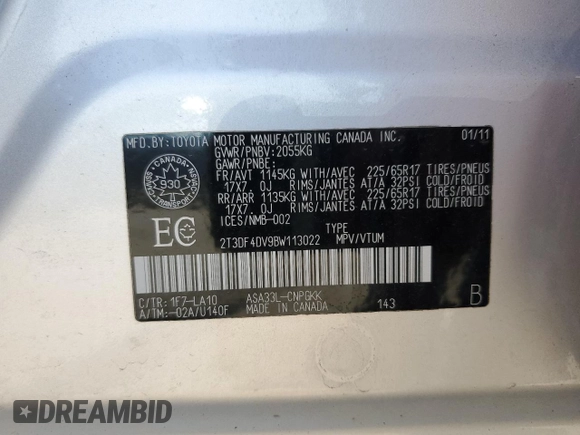 MFD.BY:TOYOTA MOTOR MANUFACTURING CANADA INC. 01/11
GVWR/PNBV:2055KG
GAWR/PNBE:
FR/AVT 1145KG WITH/AVEC 225/65R17 TIRES/PNEUS
17X7.0J RIMS/JANTES AT/A 32PSI COLD/FROID
RR/ARR 1135KG WITH/AVEC 225/65R17 TIRES/PNEUS
17X7.0J RIMS/JANTES AT/A 32PSI COLD/FROID
ICES/NMB-002
CANADA
930
TRANS
EC
TYPE
2T3DF4DV9BW113022 MPV/VTUM
C/TR: 1F7-LA10 ASA33L-CNPGKK
A/TM:-02A/U140F MADE IN CANADA 143 B
DREAMBID